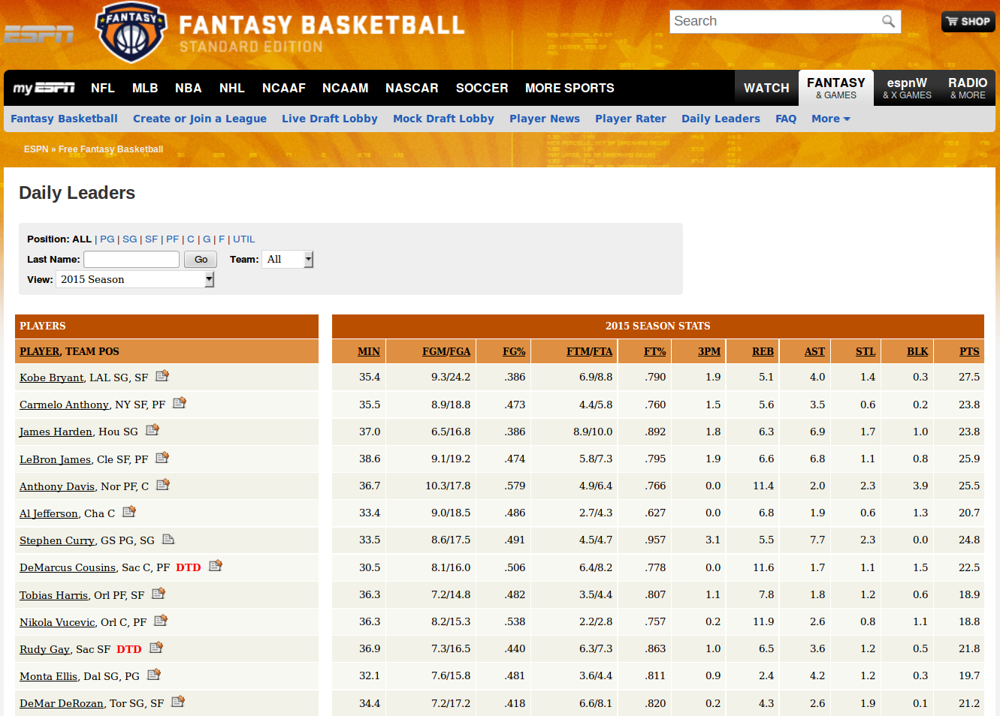 ESPN
FANTASY
FANTASY BASKETBALL
STANDARD EDITION
Search
SHOP
myESPN NFL MLB NBA NHL NCAAF NCAAM NASCAR SOCCER MORE SPORTS WATCH FANTASY & GAMES espnW & X GAMES RADIO & MORE
Fantasy Basketball Create or Join a League Live Draft Lobby Mock Draft Lobby Player News Player Rater Daily Leaders FAQ More
ESPN » Free Fantasy Basketball
Daily Leaders
Position: ALL | PG | SG | SF | PF | C | G | F | UTIL
Last Name: Go Team: All
View: 2015 Season
PLAYERS 2015 SEASON STATS
PLAYER, TEAM POS MIN FGM/FGA FG% FTM/FTA FT% 3PM REB AST STL BLK PTS
Kobe Bryant, LAL SG, SF 35.4 9.3/24.2 .386 6.9/8.8 .790 1.9 5.1 4.0 1.4 0.3 27.5
Carmelo Anthony, NY SF, PF 35.5 8.9/18.8 .473 4.4/5.8 .760 1.5 5.6 3.5 0.6 0.2 23.8
James Harden, Hou SG 37.0 6.5/16.8 .386 8.9/10.0 .892 1.8 6.3 6.9 1.7 1.0 23.8
LeBron James, Cle SF, PF 38.6 9.1/19.2 .474 5.8/7.3 .795 1.9 6.6 6.8 1.1 0.8 25.9
Anthony Davis, Nor PF, C 36.7 10.3/17.8 .579 4.9/6.4 .766 0.0 11.4 2.0 2.3 3.9 25.5
Al Jefferson, Cha C 33.4 9.0/18.5 .486 2.7/4.3 .627 0.0 6.8 1.9 0.6 1.3 20.7
Stephen Curry, GS PG, SG 33.5 8.6/17.5 .491 4.5/4.7 .957 3.1 5.5 7.7 2.3 0.0 24.8
DeMarcus Cousins, Sac C, PF DTD 30.5 8.1/16.0 .506 6.4/8.2 .778 0.0 11.6 1.7 1.1 1.5 22.5
Tobias Harris, Orl PF, SF 36.3 7.2/14.8 .482 3.5/4.4 .807 1.1 7.8 1.8 1.2 0.6 18.9
Nikola Vucevic, Orl C, PF 36.3 8.2/15.3 .538 2.2/2.8 .757 0.2 11.9 2.6 0.8 1.1 18.8
Rudy Gay, Sac SF DTD 36.9 7.3/16.5 .440 6.3/7.3 .863 1.0 6.5 3.6 1.2 0.5 21.8
Monta Ellis, Dal SG, PG 32.1 7.6/15.8 .481 3.6/4.4 .811 0.9 2.4 4.2 1.2 0.3 19.7
DeMar DeRozan, Tor SG, SF 34.4 7.2/17.2 .418 6.6/8.1 .820 0.2 4.3 2.6 1.9 0.1 21.2